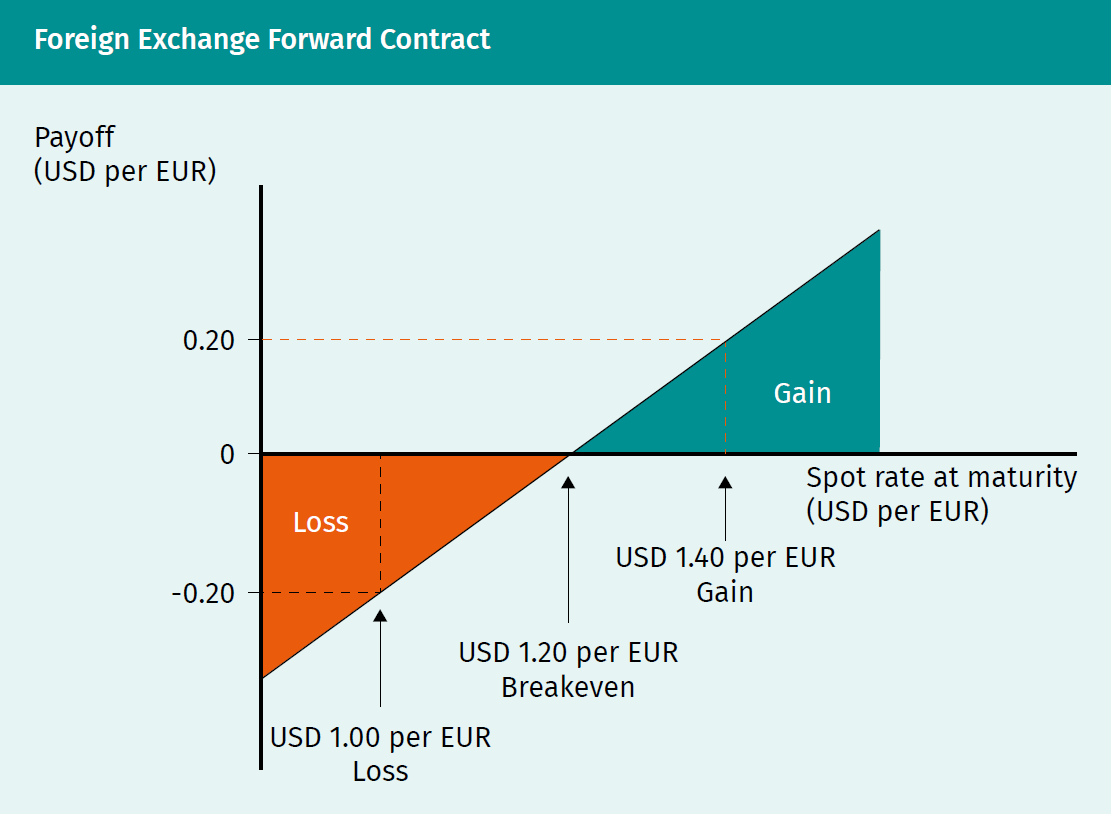 Foreign Exchange Forward Contract
Payoff
(USD per EUR)
0.20
Gain
0
Spot rate at maturity
(USD per EUR)
Loss
USD 1.40 per EUR
Gain
-0.20
USD 1.20 per EUR
Breakeven
USD 1.00 per EUR
Loss